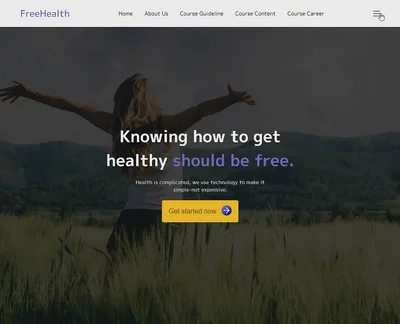 FreeHealth
Home
About Us
Course Guideline
Course Content
Course Career
Knowing how to get
healthy should be free.
Health is complicated, we use technology to make it
simple-not expensive.
Get started now